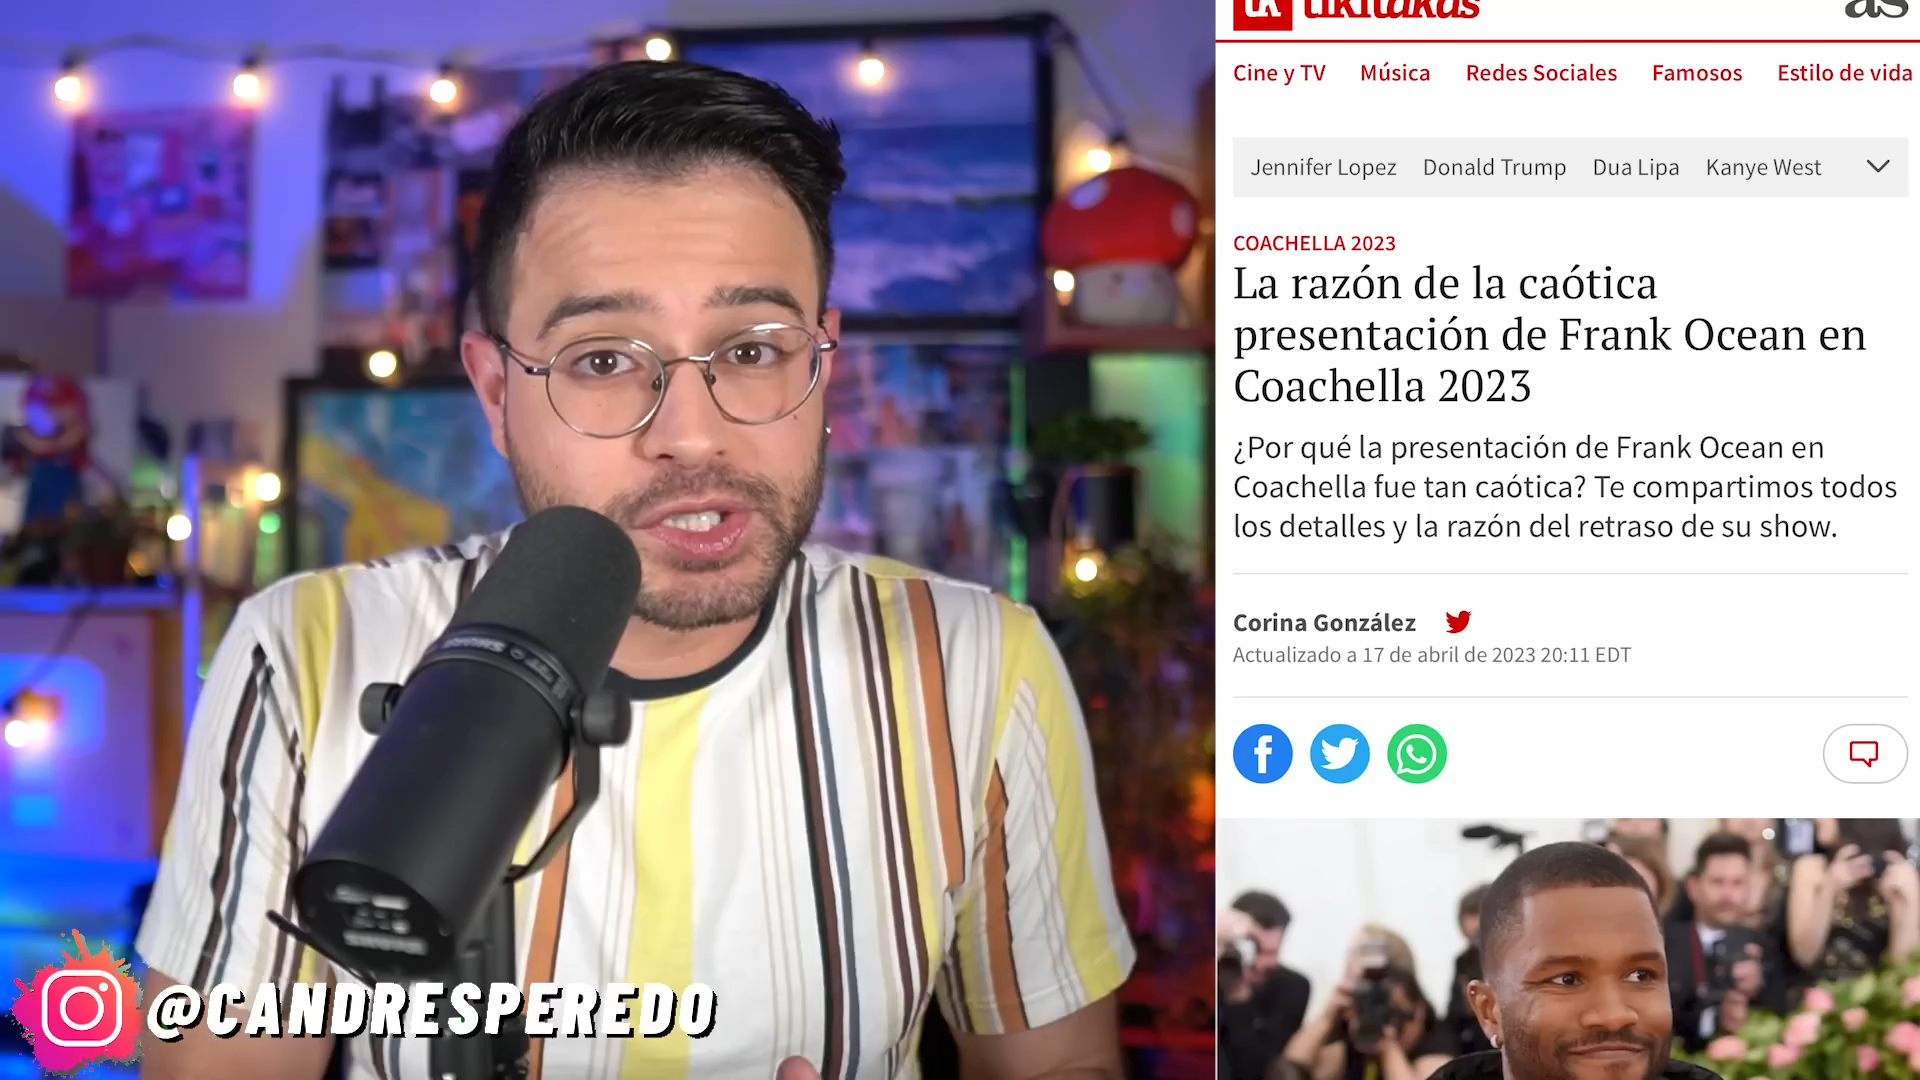 tikitakas
as
Cine y TV Música Redes Sociales Famosos Estilo de vida
Jennifer Lopez Donald Trump Dua Lipa Kanye West
COACHELLA 2023
La razón de la caótica
presentación de Frank Ocean en
Coachella 2023
¿Por qué la presentación de Frank Ocean en
Coachella fue tan caótica? Te compartimos todos
los detalles y la razón del retraso de su show.
Corina González
Actualizado a 17 de abril de 2023 20:11 EDT
@CANDRESPEREDO